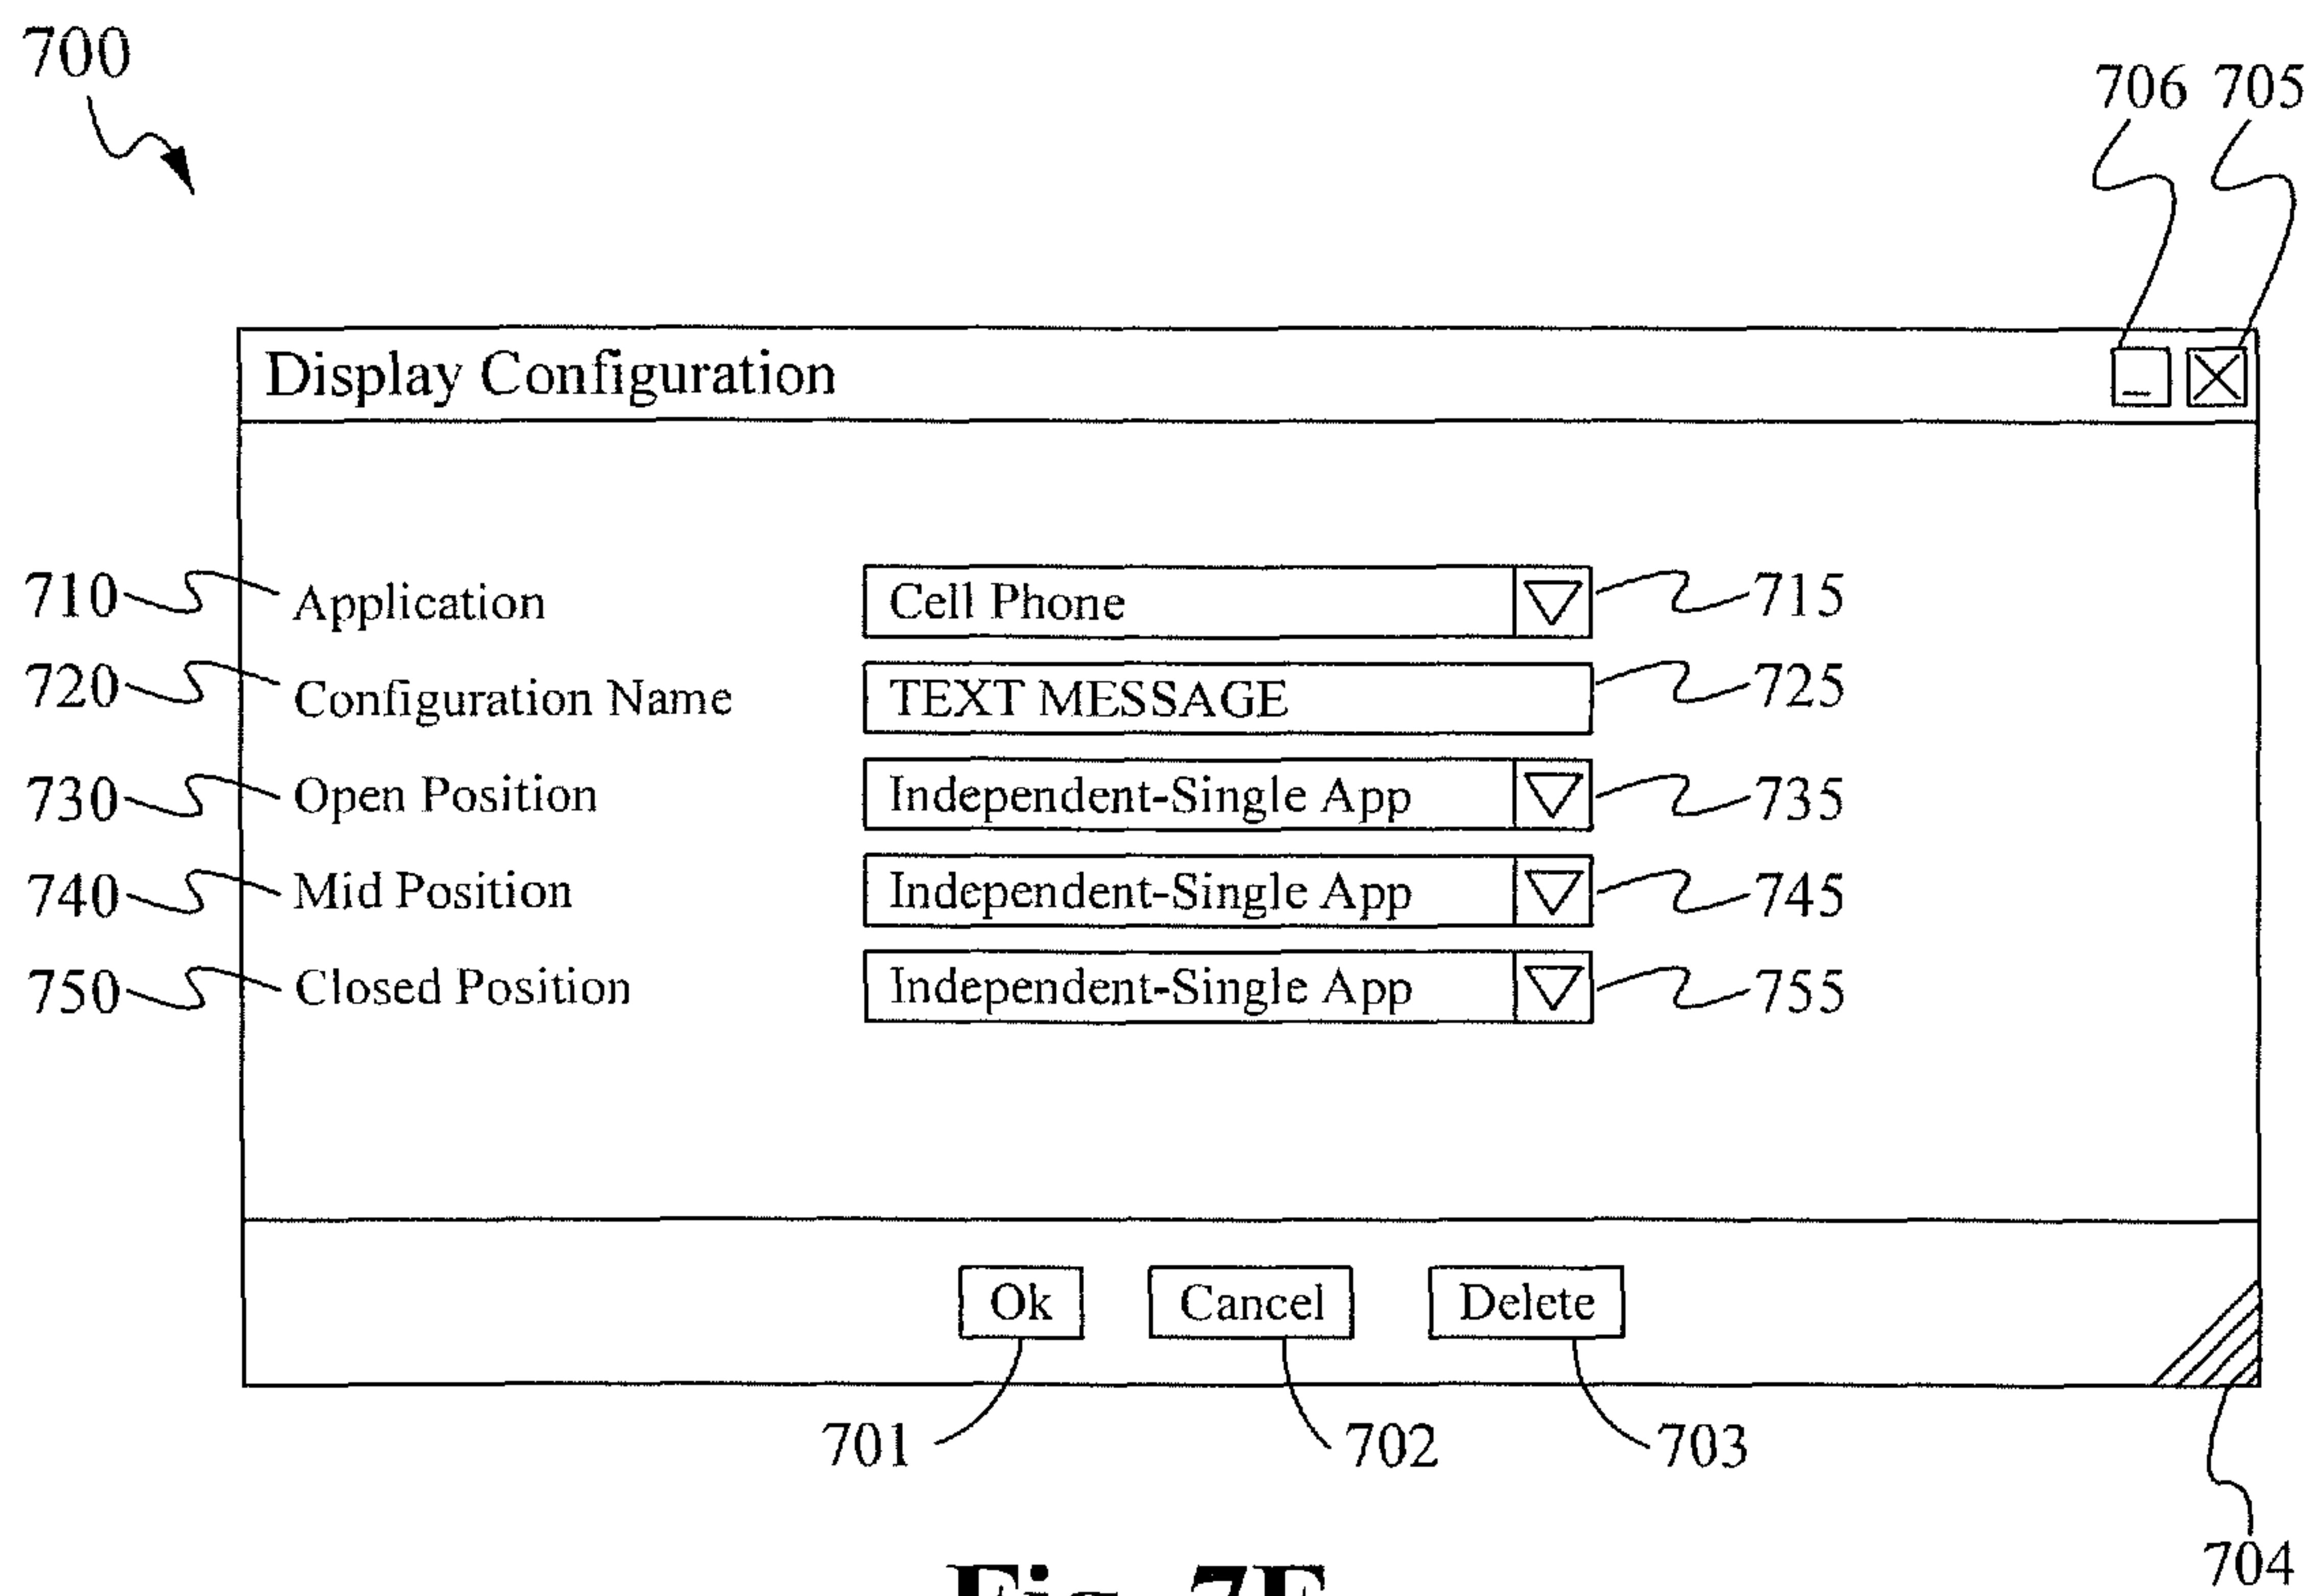 700
706 705
Display Configuration
710 Application Cell Phone 715
720 Configuration Name TEXT MESSAGE 725
730 Open Position Independent-Single App 735
740 Mid Position Independent-Single App 745
750 Closed Position Independent-Single App 755
Ok Cancel Delete
701 702 703
704